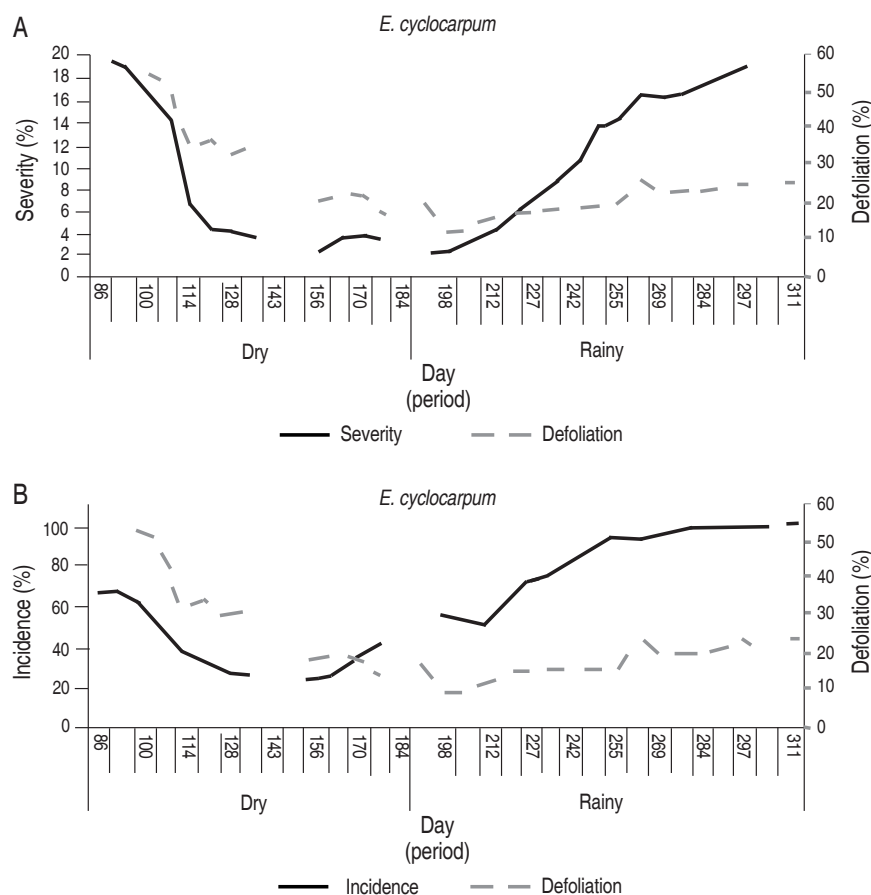 A
E. cyclocarpum
20
18
16
14
12
10
8
6
4
2
0
Severity (%)
60
50
40
30
20
10
0
Defoliation (%)
86 100 114 128 143 156 170 184 198 212 227 242 255 269 284 297 311
Dry Rainy
Day
(period)
Severity Defoliation
B
E. cyclocarpum
100
80
60
40
20
0
Incidence (%)
60
50
40
30
20
10
0
Defoliation (%)
86 100 114 128 143 156 170 184 198 212 227 242 255 269 284 297 311
Dry Rainy
Day
(period)
Incidence Defoliation